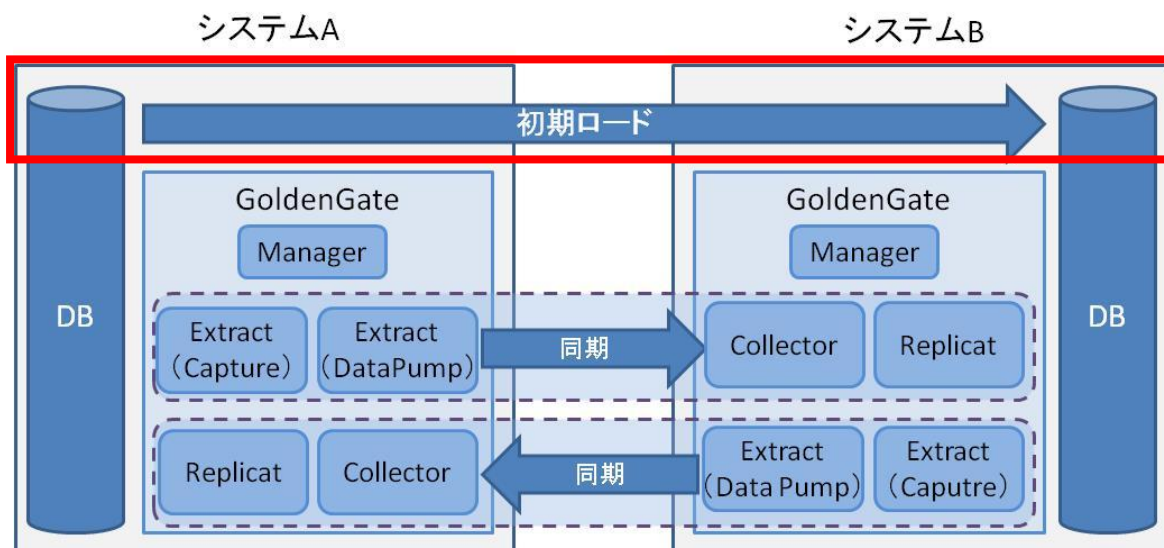 システムA
システムB
初期ロード
DB
DB
GoldenGate
Manager
Extract
(Capture)
Extract
(DataPump)
同期
Replicat
Collector
GoldenGate
Manager
Collector
Replicat
同期
Extract
(Data Pump)
Extract
(Caputre)